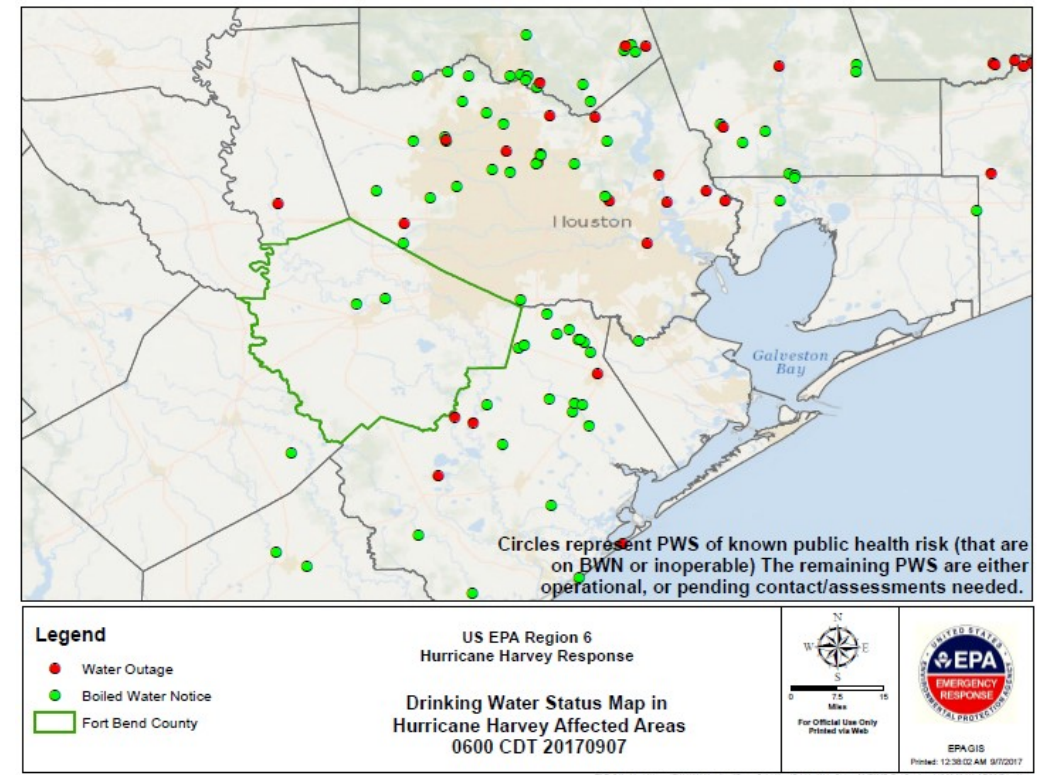 Houston
Galveston
Bay
Circles represent PWS of known public health risk (that are
on BWN or inoperable) The remaining PWS are either
operational, or pending contact/assessments needed.
Legend
Water Outage
Boiled Water Notice
Fort Bend County
US EPA Region 6
Hurricane Harvey Response
Drinking Water Status Map in
Hurricane Harvey Affected Areas
0600 CDT 20170907
N
W E
S
0 7.5 15
Miles
For Official Use Only
Printed via Web
UNITED STATES
EPA
EMERGENCY
RESPONSE
ENVIRONMENTAL PROTECTION AGENCY
EPAGIS
Printed: 12:38:02 AM 9/7/2017